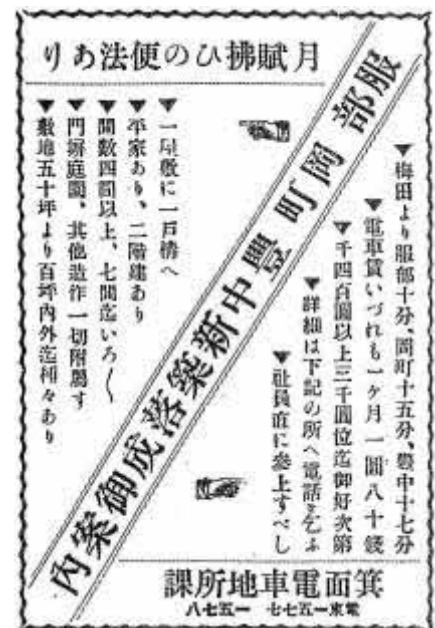 月賦拂ひの便法あり
服部 岡町 豊中新築落成御案內
▼梅田より服部十分、岡町十五分、豊中十七分
▼電車賃いづれも一ケ月一圓八十錢
▼千四百圓以上三千圓位迄御好次第
▼詳細は下記の所へ電話を乞ふ
▼社員直に參上すべし
▼一屋敷に一戸構へ
▼平家あり、二階建あり
▼間數四間以上、七間迄いろ〱
▼門塀庭園、其他造作一切附屬す
▼敷地五十坪より百坪內外迄種々あり
箕面電車地所課
電東一五七七 一五七八